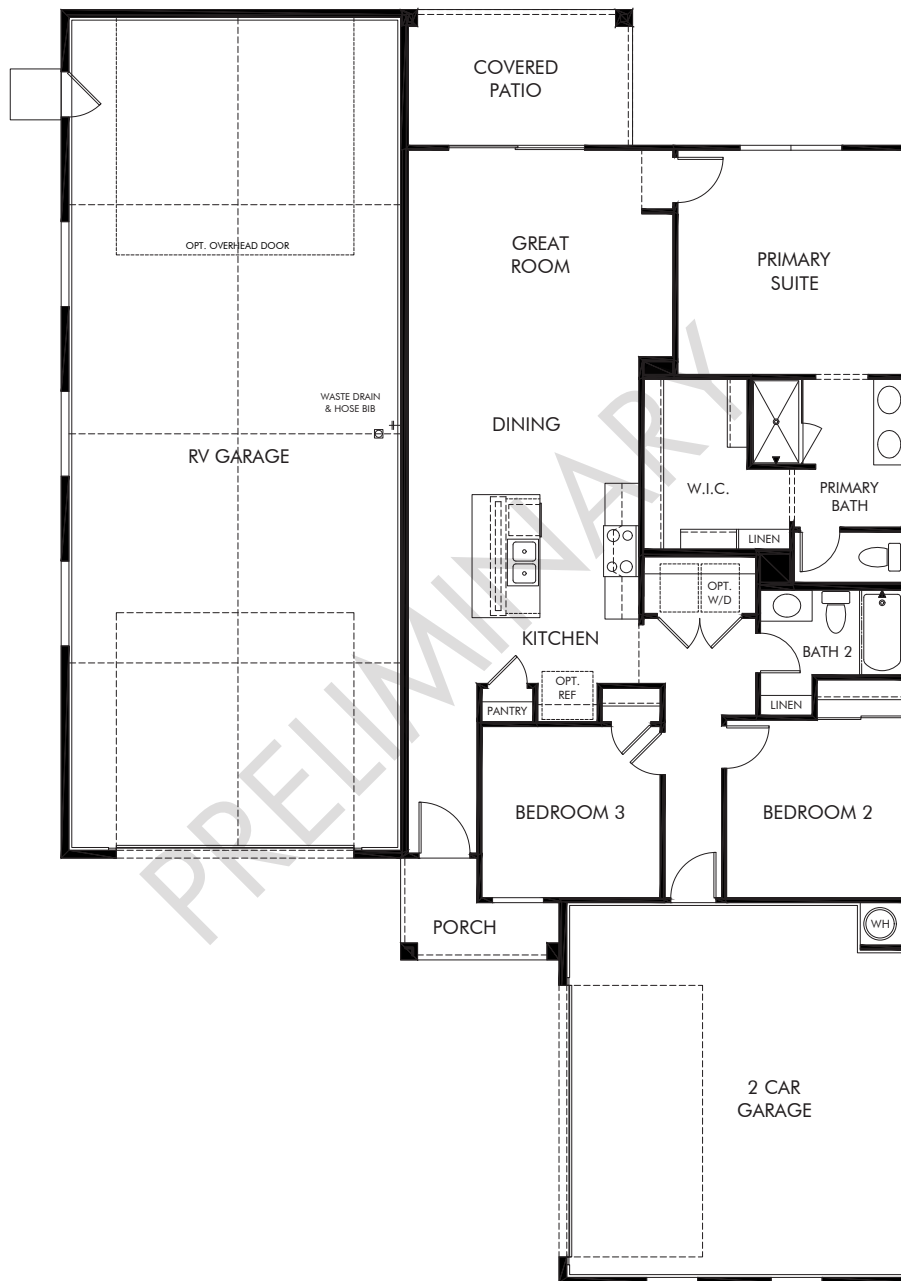 COVERED
PATIO
GREAT
ROOM
OPT. OVERHEAD DOOR
PRIMARY
SUITE
WASTE DRAIN
& HOSE BIB
DINING
RV GARAGE
W.I.C.
PRIMARY
BATH
LINEN
OPT.
W/D
KITCHEN
BATH 2
OPT.
REF
PANTRY
LINEN
BEDROOM 3
BEDROOM 2
PORCH
WH
2 CAR
GARAGE
PRELIMINARY